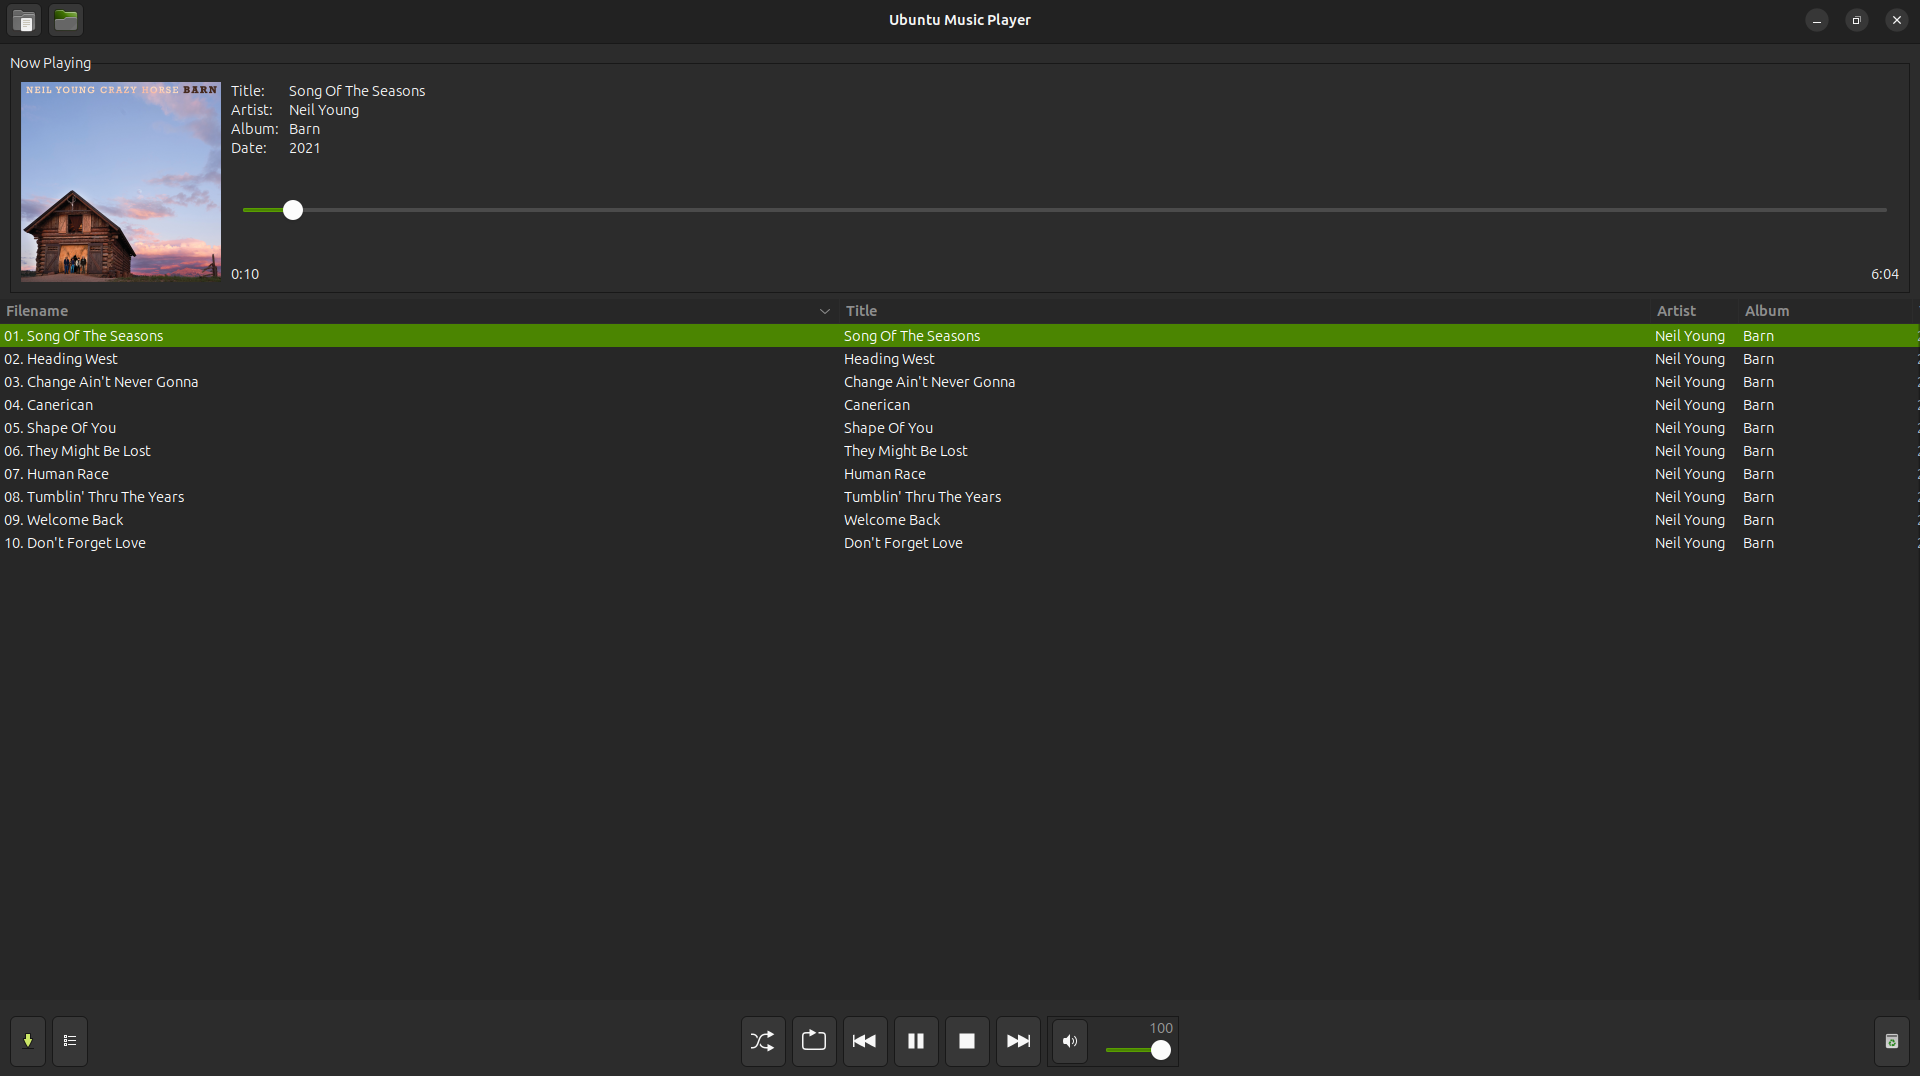 Ubuntu Music Player
Now Playing
NEIL YOUNG CRAZY HORSE BARN
Title: Song Of The Seasons
Artist: Neil Young
Album: Barn
Date: 2021
0:10 6:04
Filename Title Artist Album
01. Song Of The Seasons Song Of The Seasons Neil Young Barn
02. Heading West Heading West Neil Young Barn
03. Change Ain't Never Gonna Change Ain't Never Gonna Neil Young Barn
04. Canerican Canerican Neil Young Barn
05. Shape Of You Shape Of You Neil Young Barn
06. They Might Be Lost They Might Be Lost Neil Young Barn
07. Human Race Human Race Neil Young Barn
08. Tumblin' Thru The Years Tumblin' Thru The Years Neil Young Barn
09. Welcome Back Welcome Back Neil Young Barn
10. Don't Forget Love Don't Forget Love Neil Young Barn
100